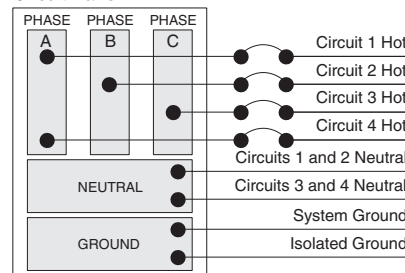 PHASE PHASE PHASE
A B C
Circuit 1 Hot
Circuit 2 Hot
Circuit 3 Hot
Circuit 4 Hot
Circuits 1 and 2 Neutral
NEUTRAL
Circuits 3 and 4 Neutral
System Ground
GROUND
Isolated Ground